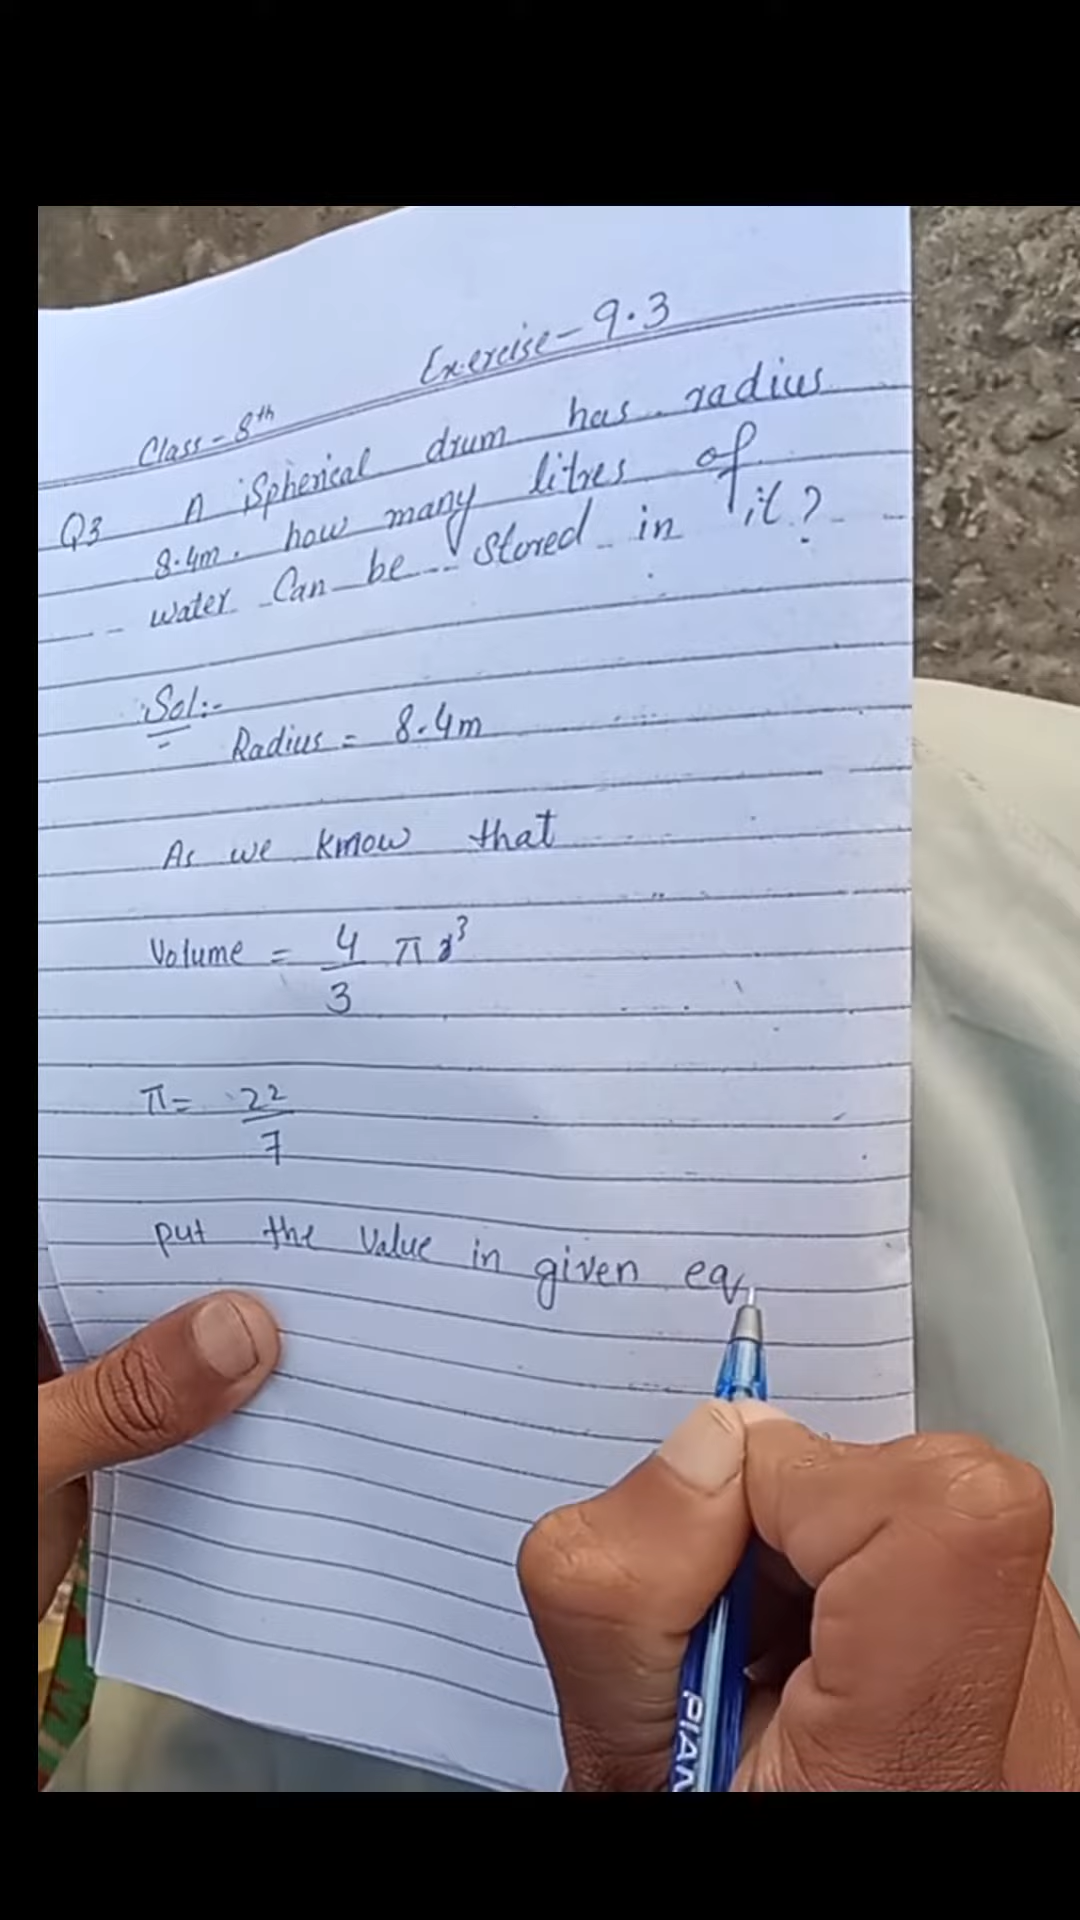 Exercise - 9.3
Class - 8th
Q3 A Spherical drum has radius
8.4m. how many litres of
water Can be stored in it?
Sol:-
Radius = 8.4m
As we know that
Volume = 4/3 π r³
π = 22/7
put the value in given eq
PIAN